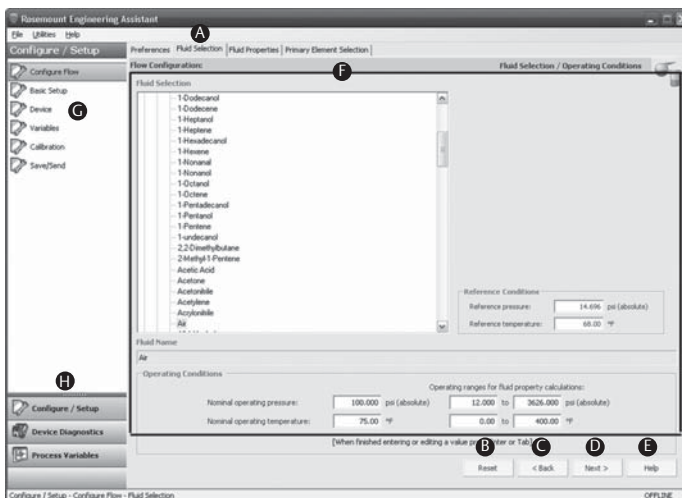 Rosemount Engineering Assistant
A
File Utilities Help
Configure / Setup
Preferences Fluid Selection Fluid Properties Primary Element Selection
Flow Configuration: F Fluid Selection / Operating Conditions
Configure Flow
Basic Setup
Device G
Variables
Calibration
Save/Send
Fluid Selection
1-Dodecanol
1-Dodecene
1-Heptanol
1-Heptene
1-Hexadecanol
1-Hexene
1-Nonanal
1-Nonanol
1-Octanol
1-Octene
1-Pentadecanol
1-Pentanol
1-Pentene
1-undecanol
2,2-Dimethylbutane
2-Methyl-1-Pentene
Acetic Acid
Acetone
Acetonitrile
Acetylene
Acrylonitrile
Air
Reference Conditions
Reference pressure: 14.696 psi (absolute)
Reference temperature: 68.00 °F
Fluid Name
Air
Operating Conditions
Operating ranges for fluid property calculations:
Nominal operating pressure: 100.000 psi (absolute) 12.000 to 3626.000 psi (absolute)
Nominal operating temperature: 75.00 °F 0.00 to 400.00 °F
[When finished entering or editing a value press Enter or Tab]
B C D E
Reset < Back Next > Help
H
Configure / Setup
Device Diagnostics
Process Variables
Configure / Setup - Configure Flow - Fluid Selection OFFLINE